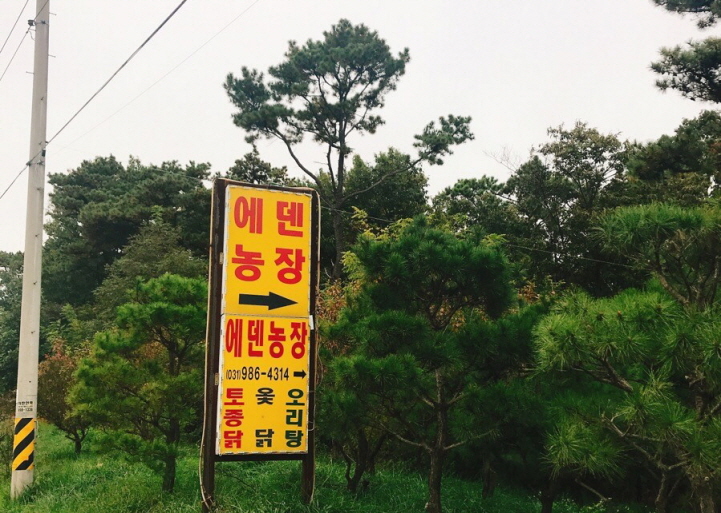 에덴
농장
→
에덴농장
(031)986-4314 →
토종닭
옻닭
오리탕